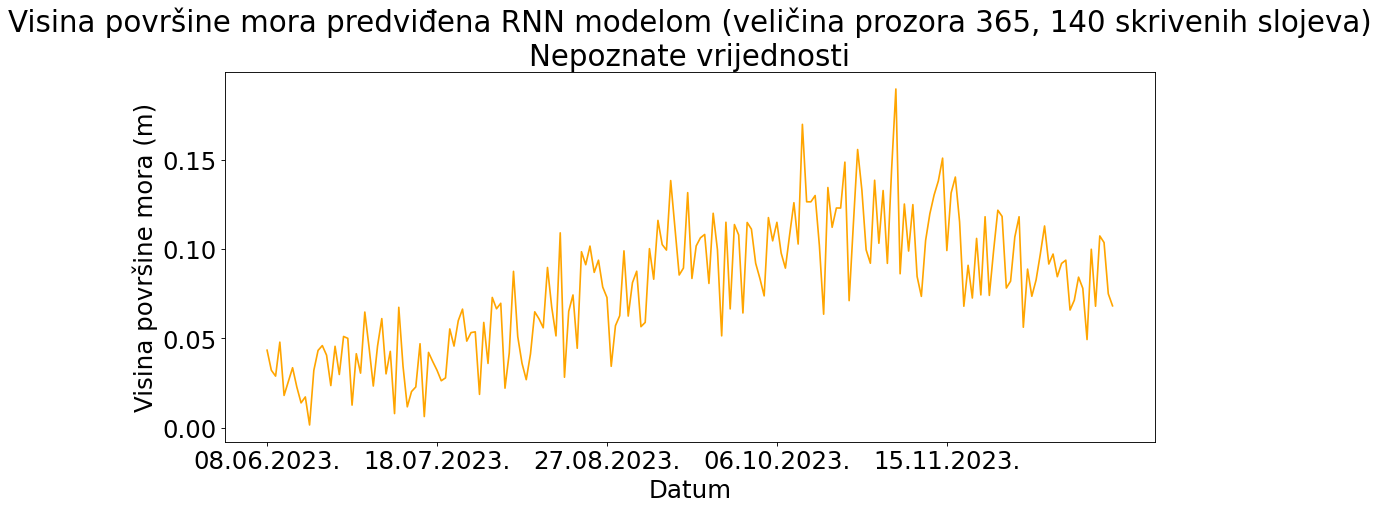 Visina površine mora predviđena RNN modelom (veličina prozora 365, 140 skrivenih slojeva)
Nepoznate vrijednosti
Visina površine mora (m)
0.15
0.10
0.05
0.00
08.06.2023. 18.07.2023. 27.08.2023. 06.10.2023. 15.11.2023.
Datum